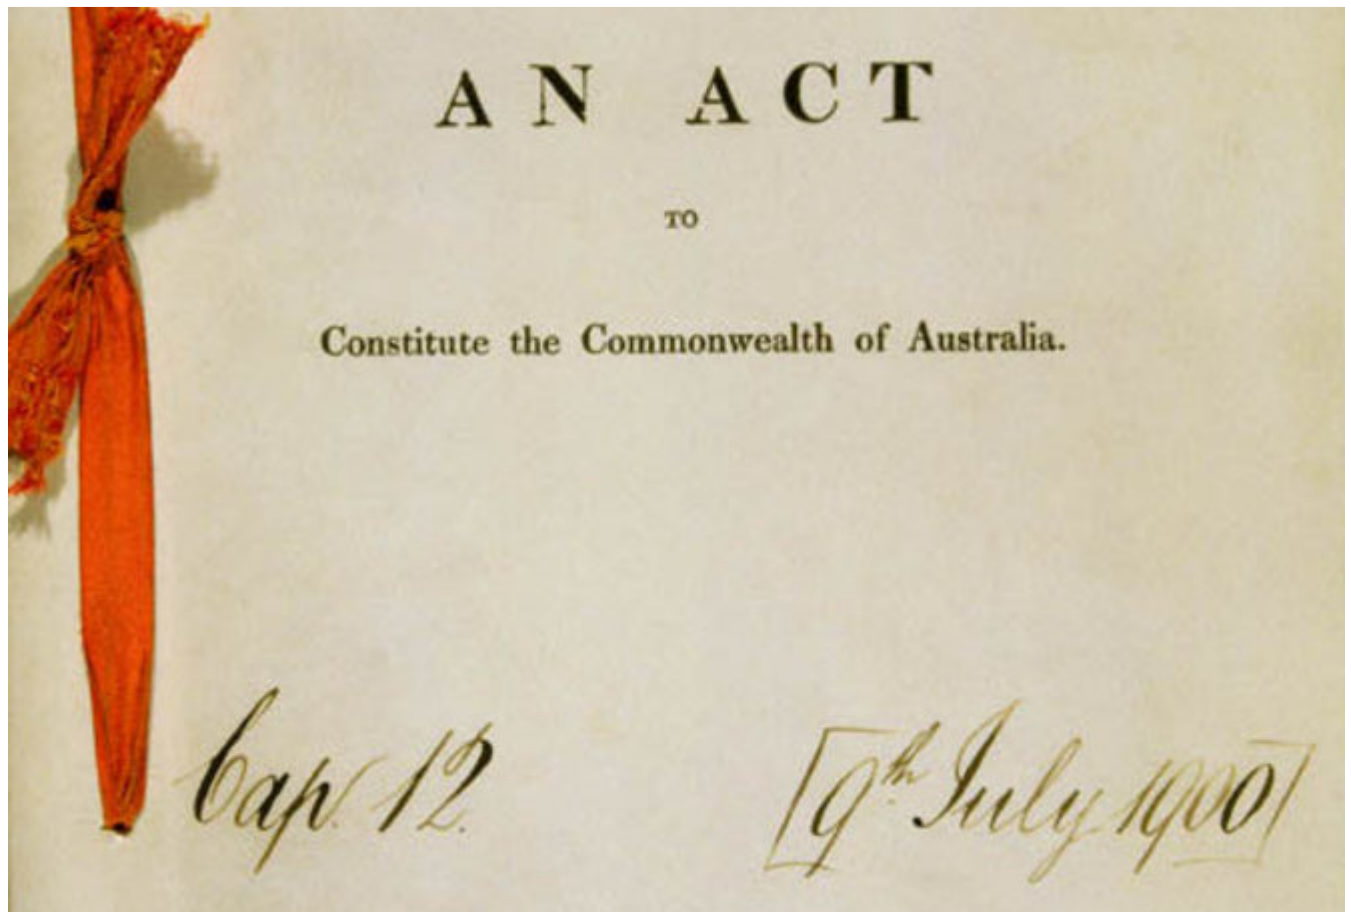 AN ACT
TO
Constitute the Commonwealth of Australia.
Cap. 12. [9th July 1900]